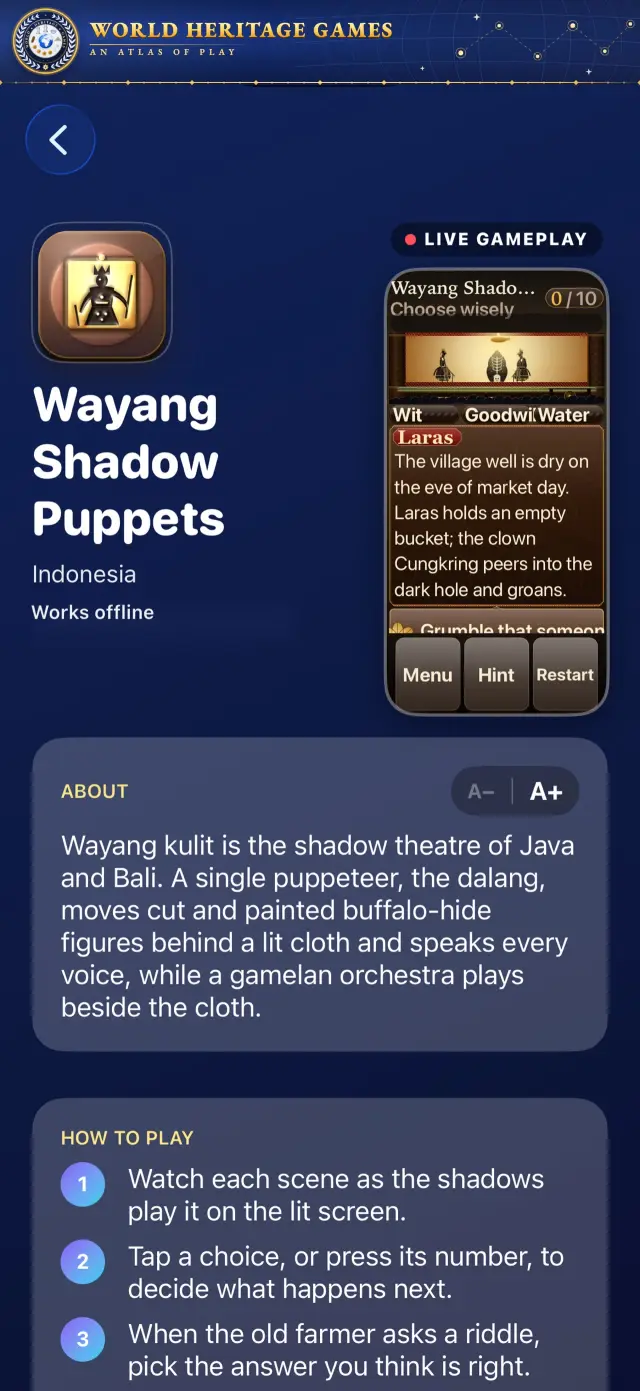 WORLD HERITAGE GAMES
AN ATLAS OF PLAY
LIVE GAMEPLAY
Wayang Shado...
Choose wisely
0 / 10
Wit
Goodwi
Water
Laras
The village well is dry on
the eve of market day.
Laras holds an empty
bucket; the clown
Cungkring peers into the
dark hole and groans.
Grumble that someon
Menu
Hint
Restart
Wayang
Shadow
Puppets
Indonesia
Works offline
ABOUT
A− A+
Wayang kulit is the shadow theatre of Java
and Bali. A single puppeteer, the dalang,
moves cut and painted buffalo-hide
figures behind a lit cloth and speaks every
voice, while a gamelan orchestra plays
beside the cloth.
HOW TO PLAY
1 Watch each scene as the shadows
play it on the lit screen.
2 Tap a choice, or press its number, to
decide what happens next.
3 When the old farmer asks a riddle,
pick the answer you think is right.